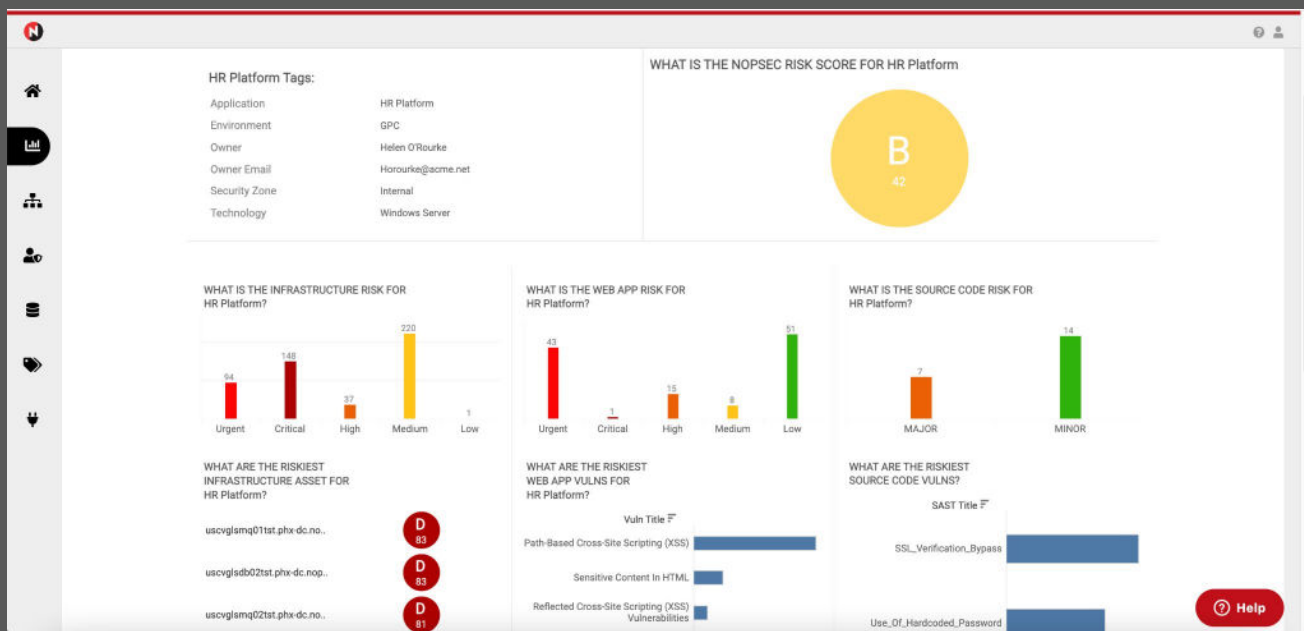 N
WHAT IS THE NOPSEC RISK SCORE FOR HR Platform
HR Platform Tags:
Application HR Platform
Environment GPC
Owner Helen O'Rourke
Owner Email Horourke@acme.net
Security Zone Internal
Technology Windows Server
B
42
WHAT IS THE INFRASTRUCTURE RISK FOR
HR Platform?
94 148 37 220 1
Urgent Critical High Medium Low
WHAT IS THE WEB APP RISK FOR
HR Platform?
43 1 15 8 51
Urgent Critical High Medium Low
WHAT IS THE SOURCE CODE RISK FOR
HR Platform?
7 14
MAJOR MINOR
WHAT ARE THE RISKIEST
INFRASTRUCTURE ASSET FOR
HR Platform?
uscvglsmq01tst.phx-dc.no.. D
83
uscvglsdb02tst.phx-dc.nop.. D
83
uscvglsmq02tst.phx-dc.no.. D
81
WHAT ARE THE RISKIEST
WEB APP VULNS FOR
HR Platform?
Vuln Title
Path-Based Cross-Site Scripting (XSS)
Sensitive Content In HTML
Reflected Cross-Site Scripting (XSS)
Vulnerabilities
WHAT ARE THE RISKIEST
SOURCE CODE VULNS?
SAST Title
SSL_Verification_Bypass
Use_Of_Hardcoded_Password
? Help